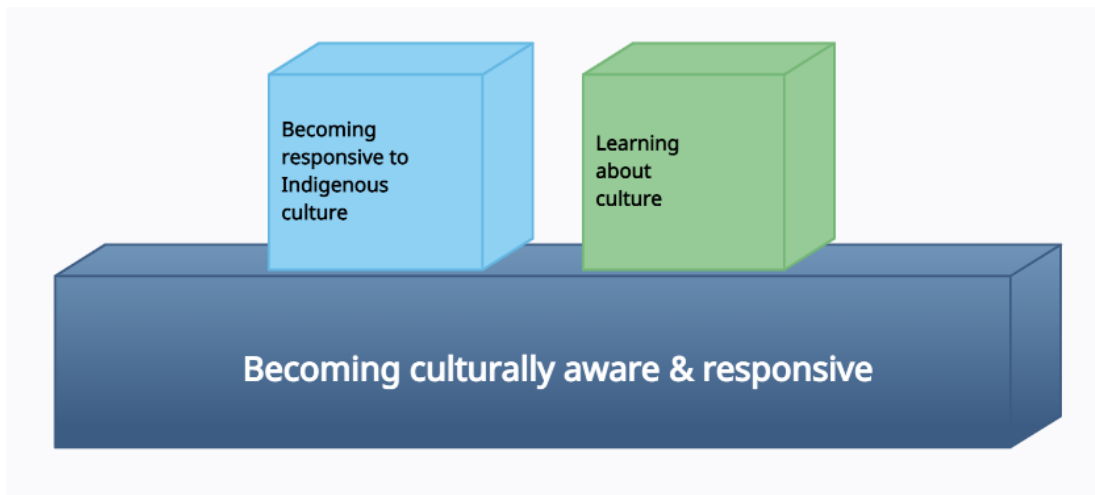 Becoming
responsive to
Indigenous
culture
Learning
about
culture
Becoming culturally aware & responsive